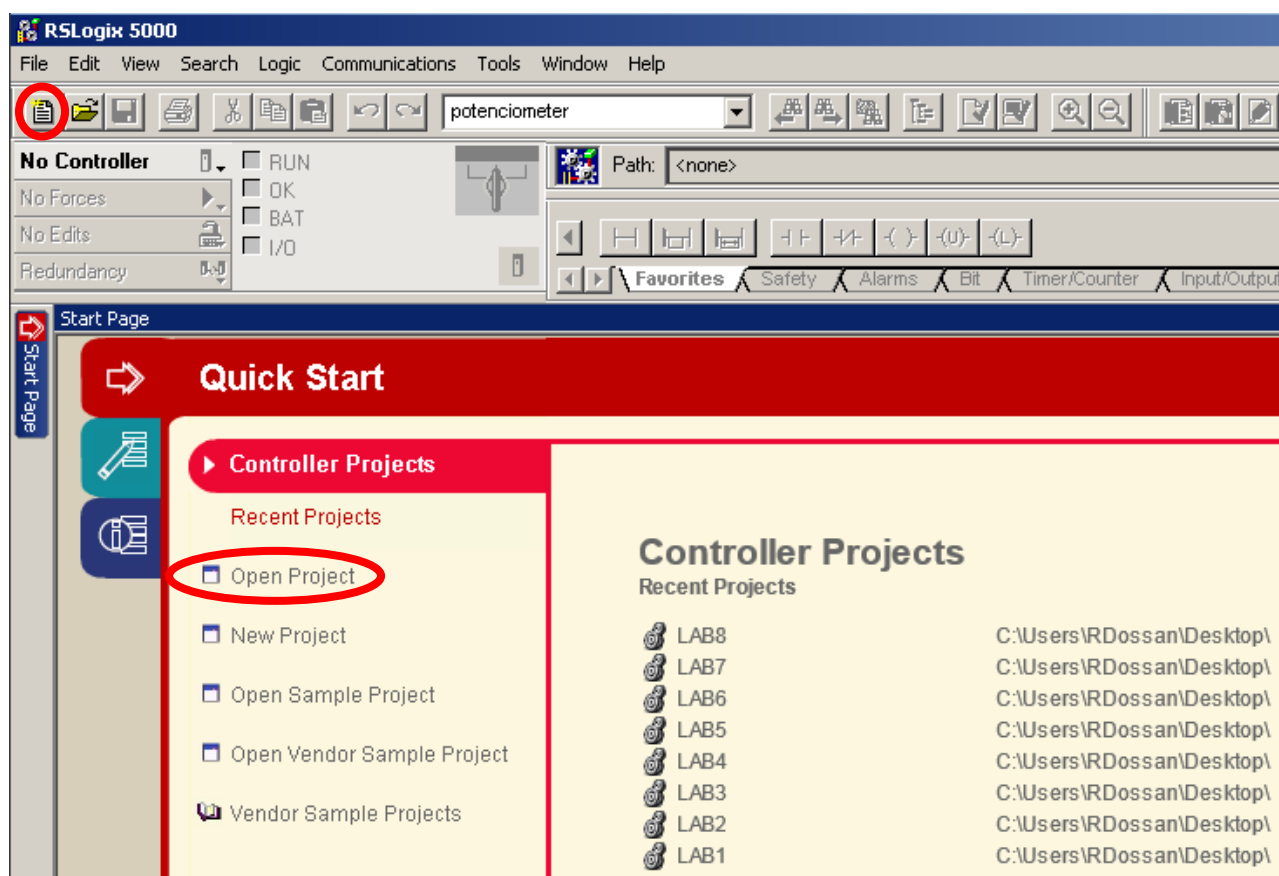 RSLogix 5000
File Edit View Search Logic Communications Tools Window Help
potenciometer
No Controller
RUN
Path: <none>
No Forces
OK
BAT
No Edits
I/O
Redundancy
Favorites Safety Alarms Bit Timer/Counter Input/Output
Start Page
Start Page
Quick Start
Controller Projects
Recent Projects
Open Project
New Project
Open Sample Project
Open Vendor Sample Project
Vendor Sample Projects
Controller Projects
Recent Projects
LAB8 C:\Users\RDossan\Desktop\
LAB7 C:\Users\RDossan\Desktop\
LAB6 C:\Users\RDossan\Desktop\
LAB5 C:\Users\RDossan\Desktop\
LAB4 C:\Users\RDossan\Desktop\
LAB3 C:\Users\RDossan\Desktop\
LAB2 C:\Users\RDossan\Desktop\
LAB1 C:\Users\RDossan\Desktop\